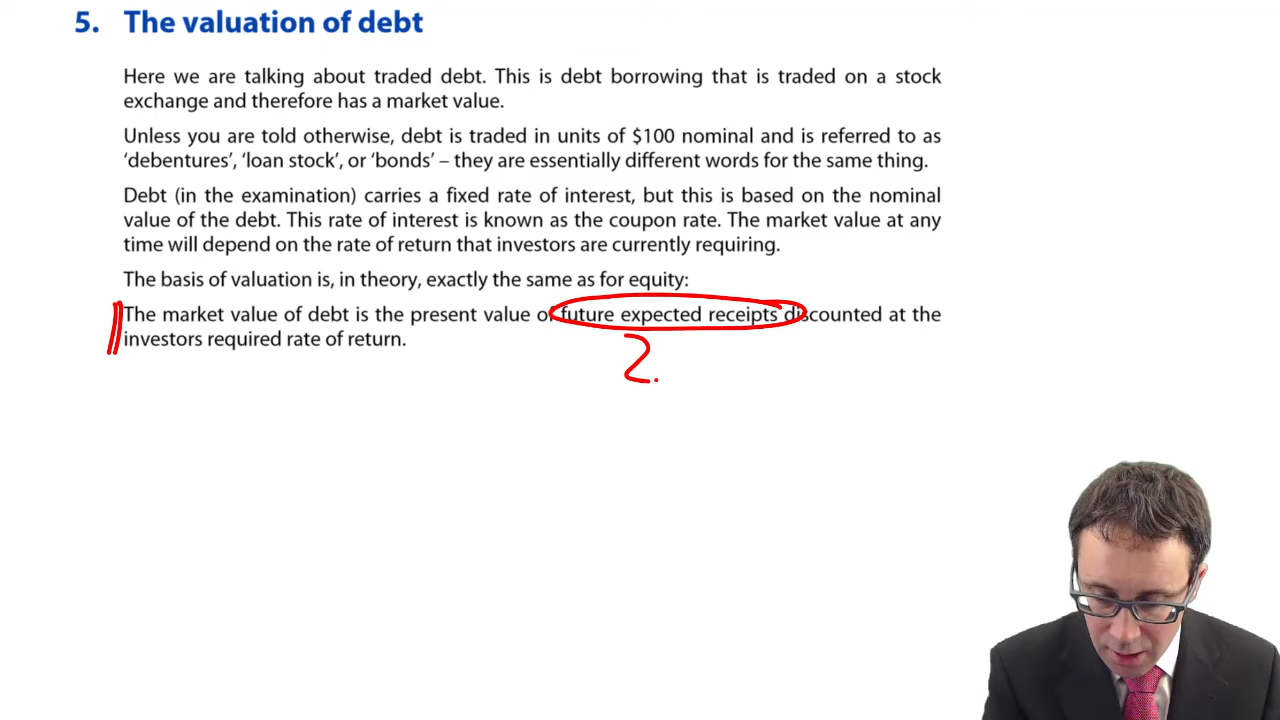 5. The valuation of debt
Here we are talking about traded debt. This is debt borrowing that is traded on a stock
exchange and therefore has a market value.
Unless you are told otherwise, debt is traded in units of $100 nominal and is referred to as
‘debentures’, ‘loan stock’, or ‘bonds’ – they are essentially different words for the same thing.
Debt (in the examination) carries a fixed rate of interest, but this is based on the nominal
value of the debt. This rate of interest is known as the coupon rate. The market value at any
time will depend on the rate of return that investors are currently requiring.
The basis of valuation is, in theory, exactly the same as for equity:
The market value of debt is the present value of future expected receipts discounted at the
investors required rate of return.
2.